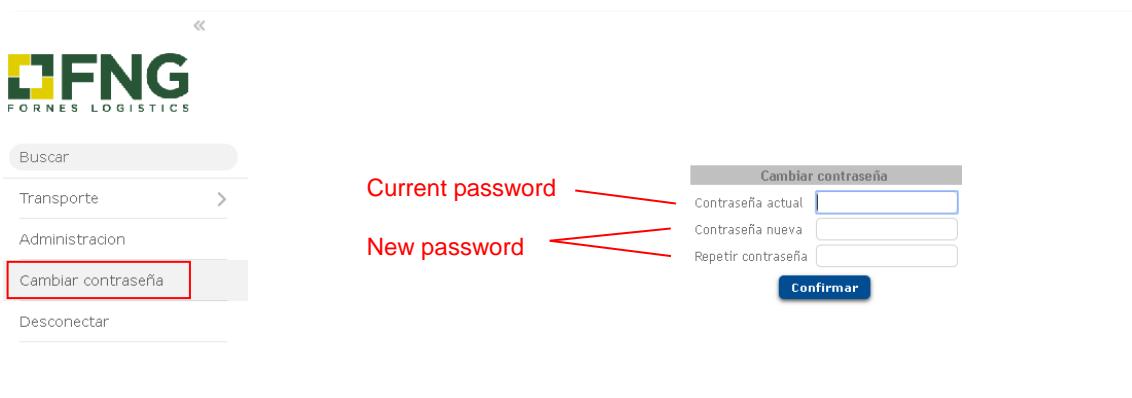 «
FNG
FORNES LOGISTICS
Buscar
Transporte
Administracion
Cambiar contraseña
Desconectar
Current password
New password
Cambiar contraseña
Contraseña actual
Contraseña nueva
Repetir contraseña
Confirmar